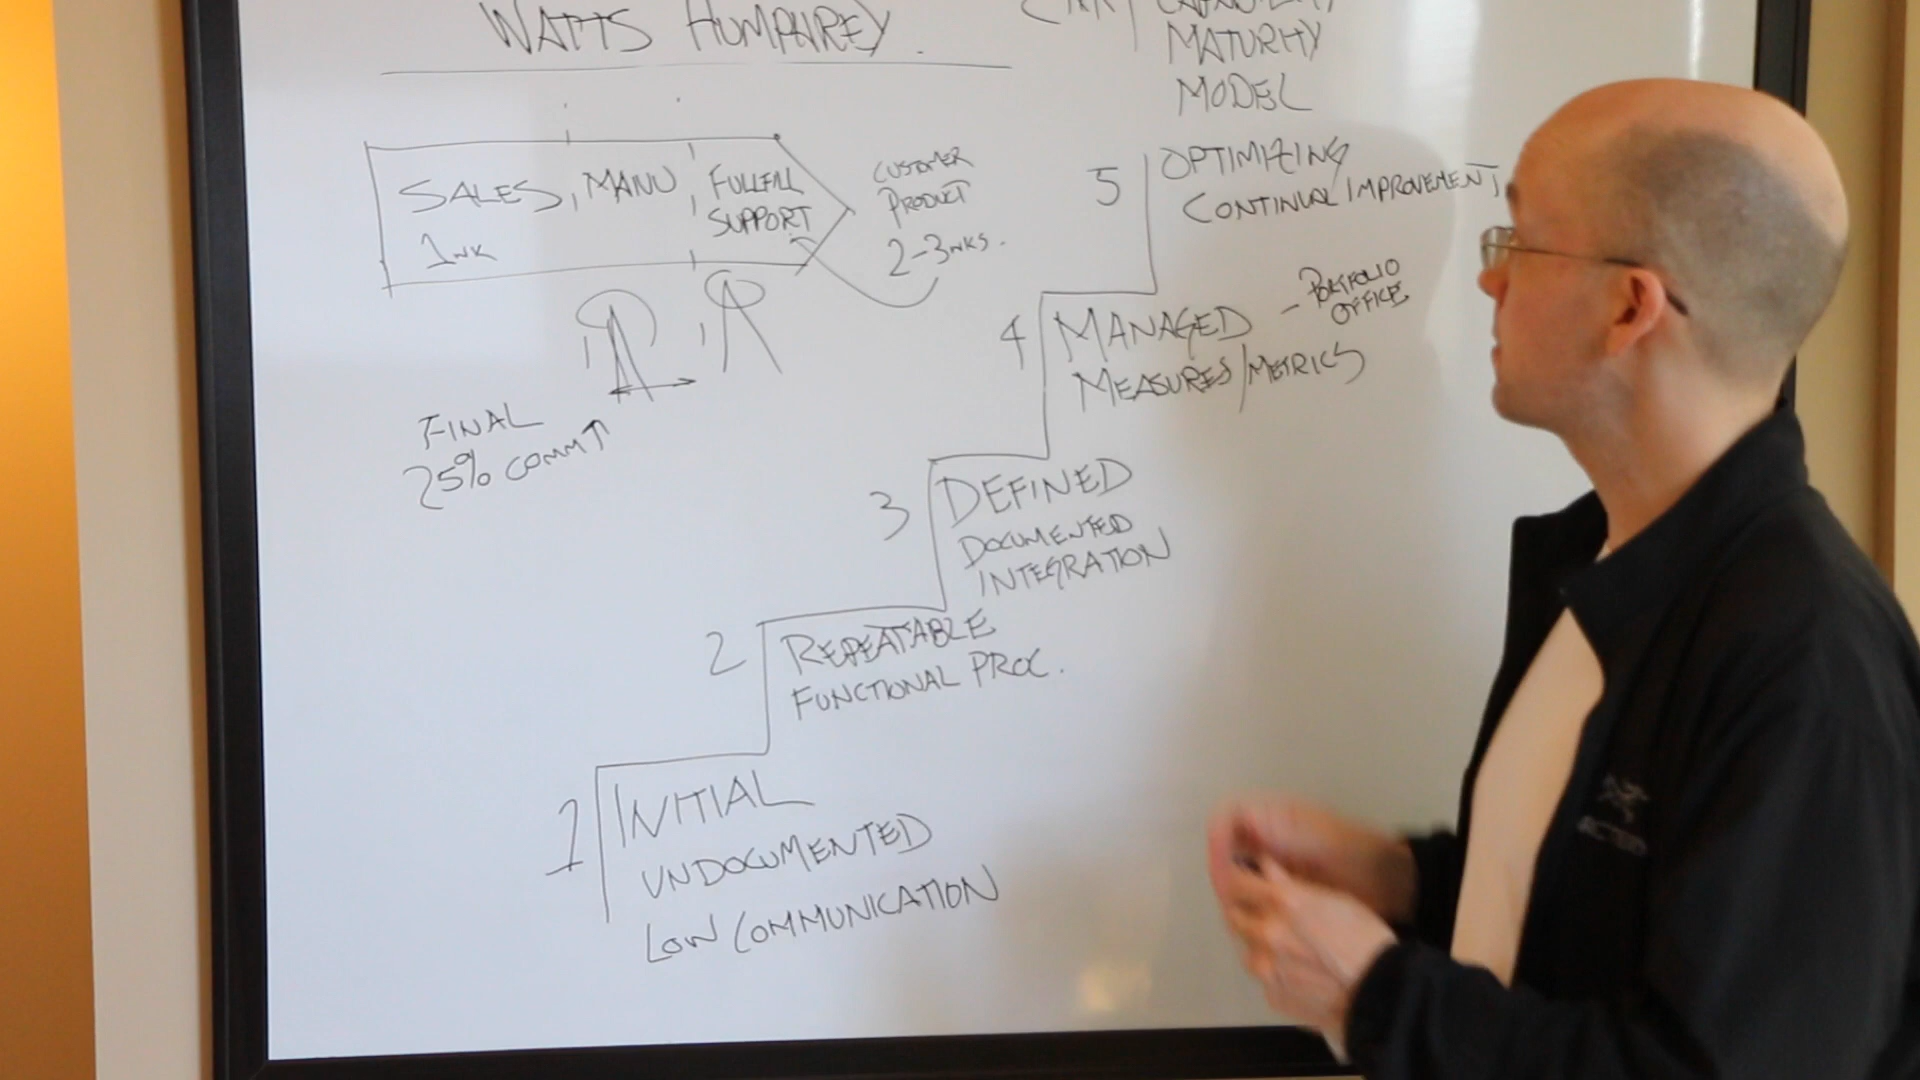 WATTS HUMPHREY.
MATURITY
MODEL
SALES, MANU, FULLFILL
SUPPORT
1WK
CUSTOMER
PRODUCT
2-3WKS.
FINAL
25% COMM
5 OPTIMIZING
CONTINUAL IMPROVEMENT
4 MANAGED - PORTFOLIO
OFFICE
MEASURES/METRICS
3 DEFINED
DOCUMENTED
INTEGRATION
2 REPEATABLE
FUNCTIONAL PROC.
1 INITIAL
UNDOCUMENTED
LOW COMMUNICATION